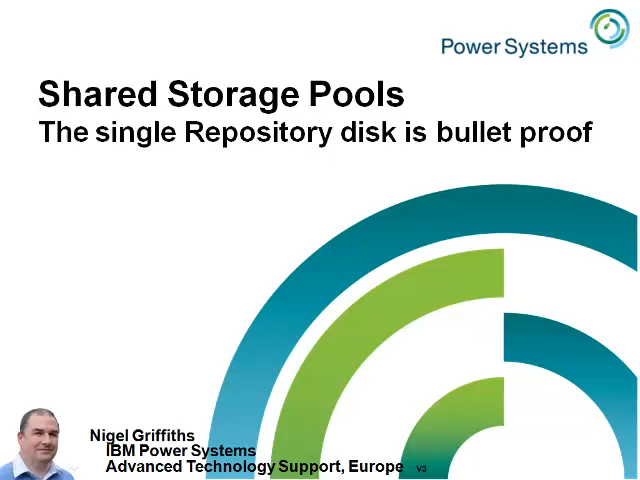 Power Systems
Shared Storage Pools
The single Repository disk is bullet proof
Nigel Griffiths
IBM Power Systems
Advanced Technology Support, Europe v3